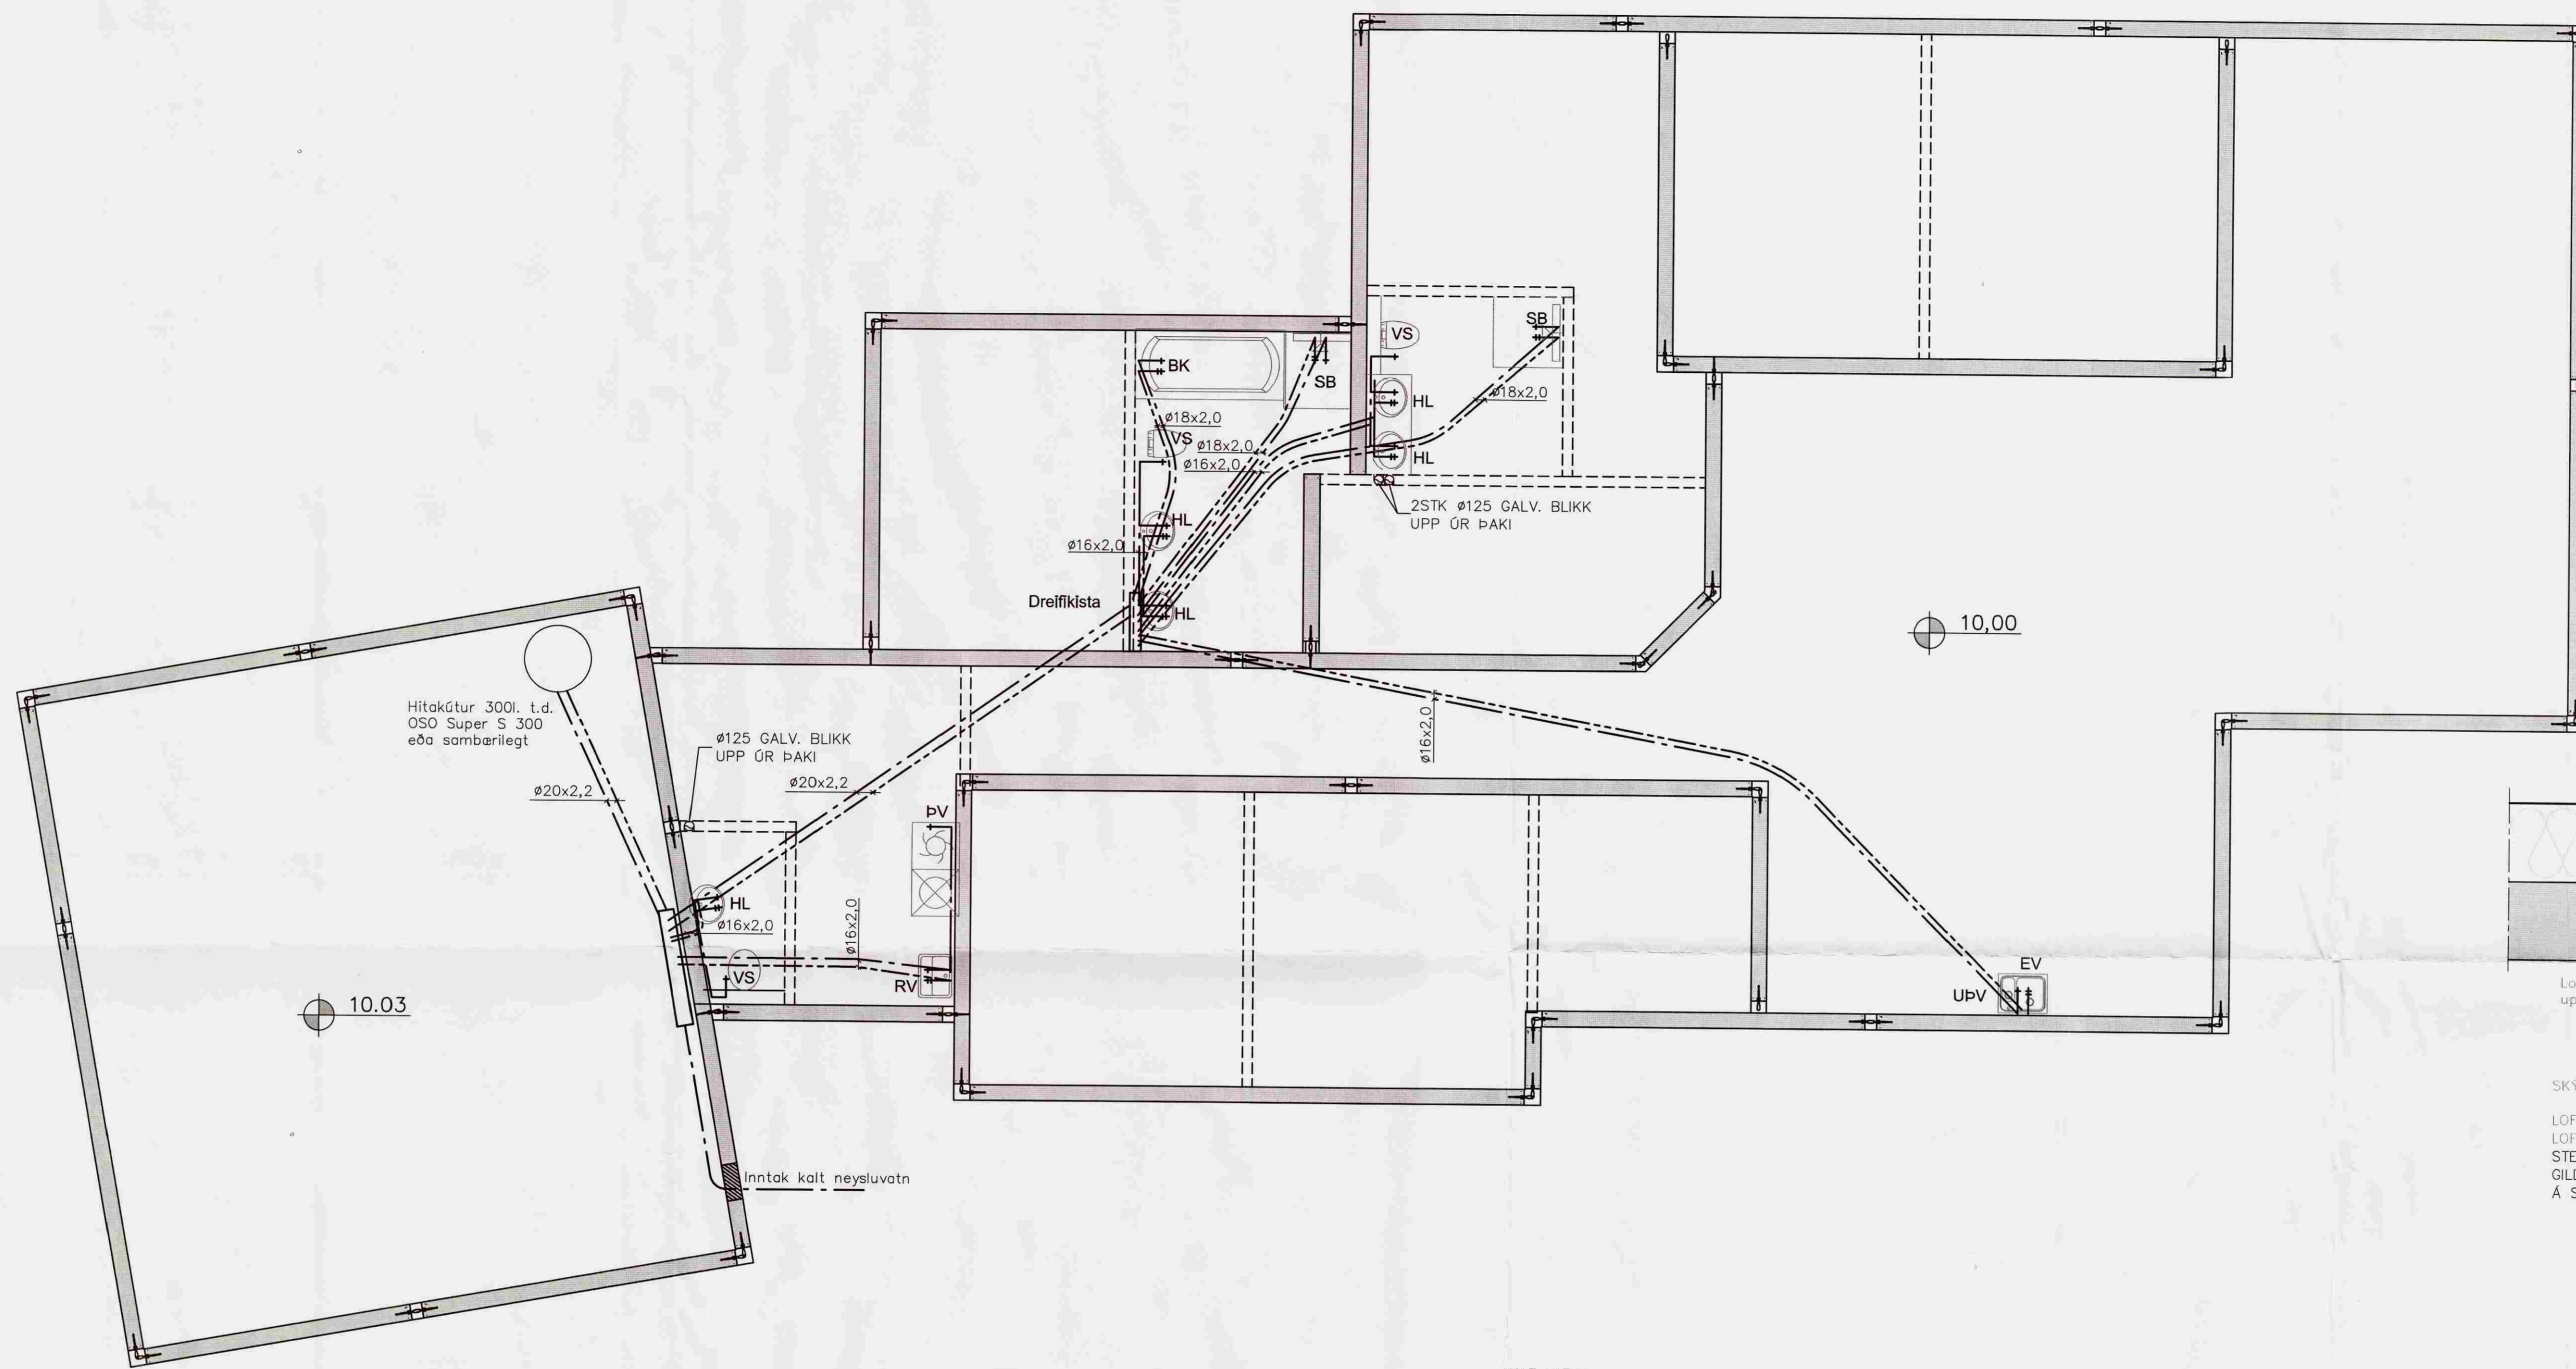 VS
SB
BK
SB
HL
ø18x2,0
ø18x2,0
VS
ø18x2,0
ø16x2,0
HL
2STK ø125 GALV. BLIKK
UPP ÚR ÞAKI
HL
ø16x2,0
Dreifikista
HL
10,00
Hitakútur 300l. t.d.
OSO Super S 300
eða sambærilegt
ø125 GALV. BLIKK
UPP ÚR ÞAKI
ø16x2,0
ø20x2,2
ø20x2,2
ÞV
HL
ø16x2,0
ø16x2,0
VS
RV
EV
UÞV
10.03
Inntak kalt neysluvatn
Á S